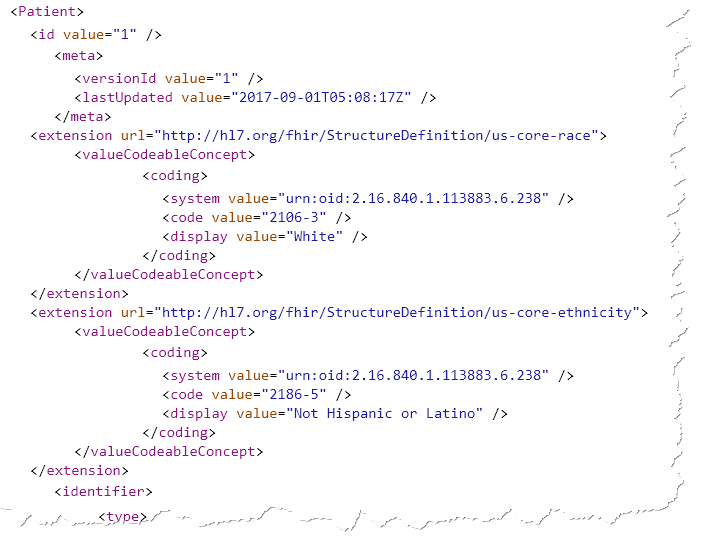 <Patient>
<id value="1" />
<meta>
<versionId value="1" />
<lastUpdated value="2017-09-01T05:08:17Z" />
</meta>
<extension url="http://hl7.org/fhir/StructureDefinition/us-core-race">
<valueCodeableConcept>
<coding>
<system value="urn:oid:2.16.840.1.113883.6.238" />
<code value="2106-3" />
<display value="White" />
</coding>
</valueCodeableConcept>
</extension>
<extension url="http://hl7.org/fhir/StructureDefinition/us-core-ethnicity">
<valueCodeableConcept>
<coding>
<system value="urn:oid:2.16.840.1.113883.6.238" />
<code value="2186-5" />
<display value="Not Hispanic or Latino" />
</coding>
</valueCodeableConcept>
</extension>
<identifier>
<type>